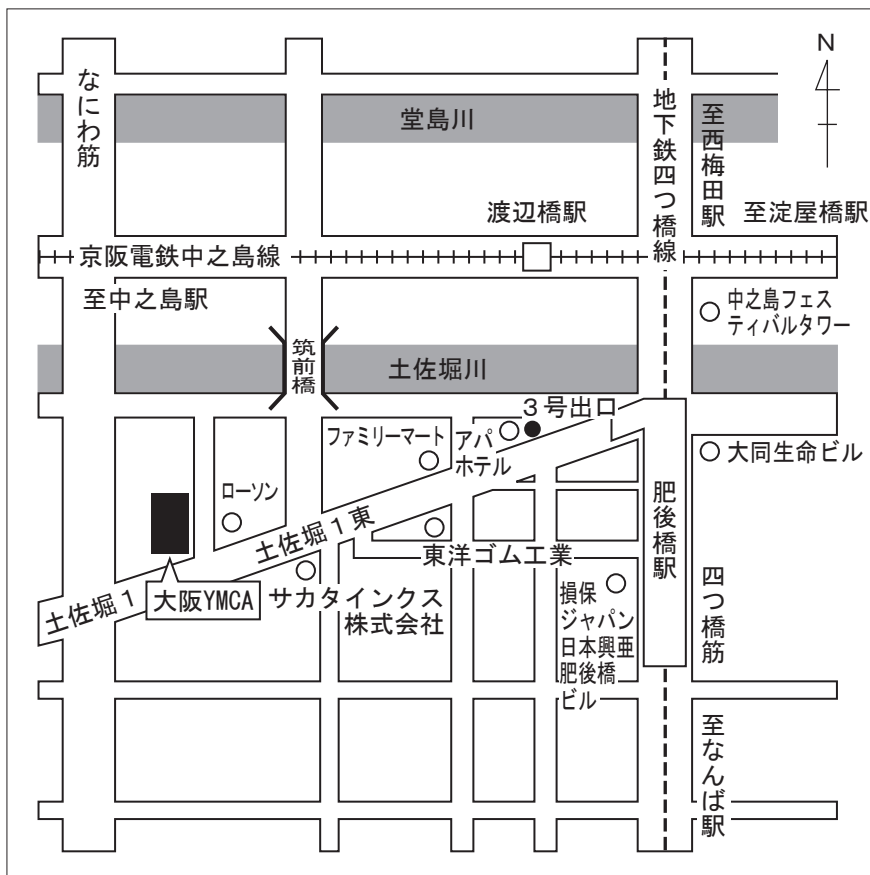 N
なにわ筋
堂島川
地下鉄四つ橋線
至西梅田駅
渡辺橋駅
至淀屋橋駅
京阪電鉄中之島線
至中之島駅
中之島フェス
ティバルタワー
筑前橋
土佐堀川
3号出口
ファミリーマート
アパ
ホテル
大同生命ビル
ローソン
肥後橋駅
土佐堀1東
東洋ゴム工業
土佐堀1
大阪YMCA
サカタインクス
株式会社
損保
ジャパン
日本興亜
肥後橋
ビル
四つ橋筋
至なんば駅